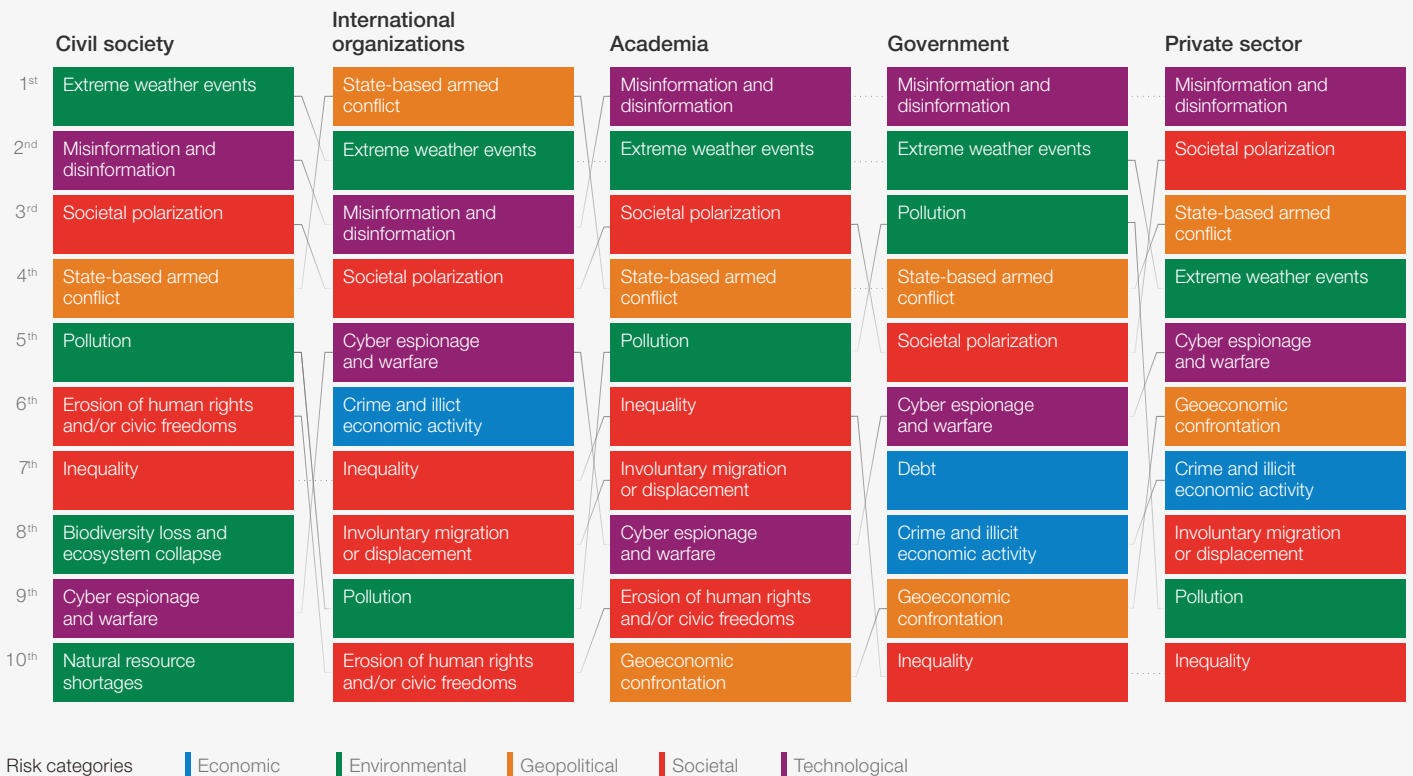 Civil society
International
organizations
Academia
Government
Private sector
1st
Extreme weather events
State-based armed
conflict
Misinformation and
disinformation
Misinformation and
disinformation
Misinformation and
disinformation
2nd
Misinformation and
disinformation
Extreme weather events
Extreme weather events
Extreme weather events
Societal polarization
3rd
Societal polarization
Misinformation and
disinformation
Societal polarization
Pollution
State-based armed
conflict
4th
State-based armed
conflict
Societal polarization
State-based armed
conflict
State-based armed
conflict
Extreme weather events
5th
Pollution
Cyber espionage
and warfare
Pollution
Societal polarization
Cyber espionage
and warfare
6th
Erosion of human rights
and/or civic freedoms
Crime and illict
economic activity
Inequality
Cyber espionage
and warfare
Geoeconomic
confrontation
7th
Inequality
Inequality
Involuntary migration
or displacement
Debt
Crime and illicit
economic activity
8th
Biodiversity loss and
ecosystem collapse
Involuntary migration
or displacement
Cyber espionage
and warfare
Crime and illicit
economic activity
Involuntary migration
or displacement
9th
Cyber espionage
and warfare
Pollution
Erosion of human rights
and/or civic freedoms
Geoeconomic
confrontation
Pollution
10th
Natural resource
shortages
Erosion of human rights
and/or civic freedoms
Geoeconomic
confrontation
Inequality
Inequality
Risk categories
Economic
Environmental
Geopolitical
Societal
Technological